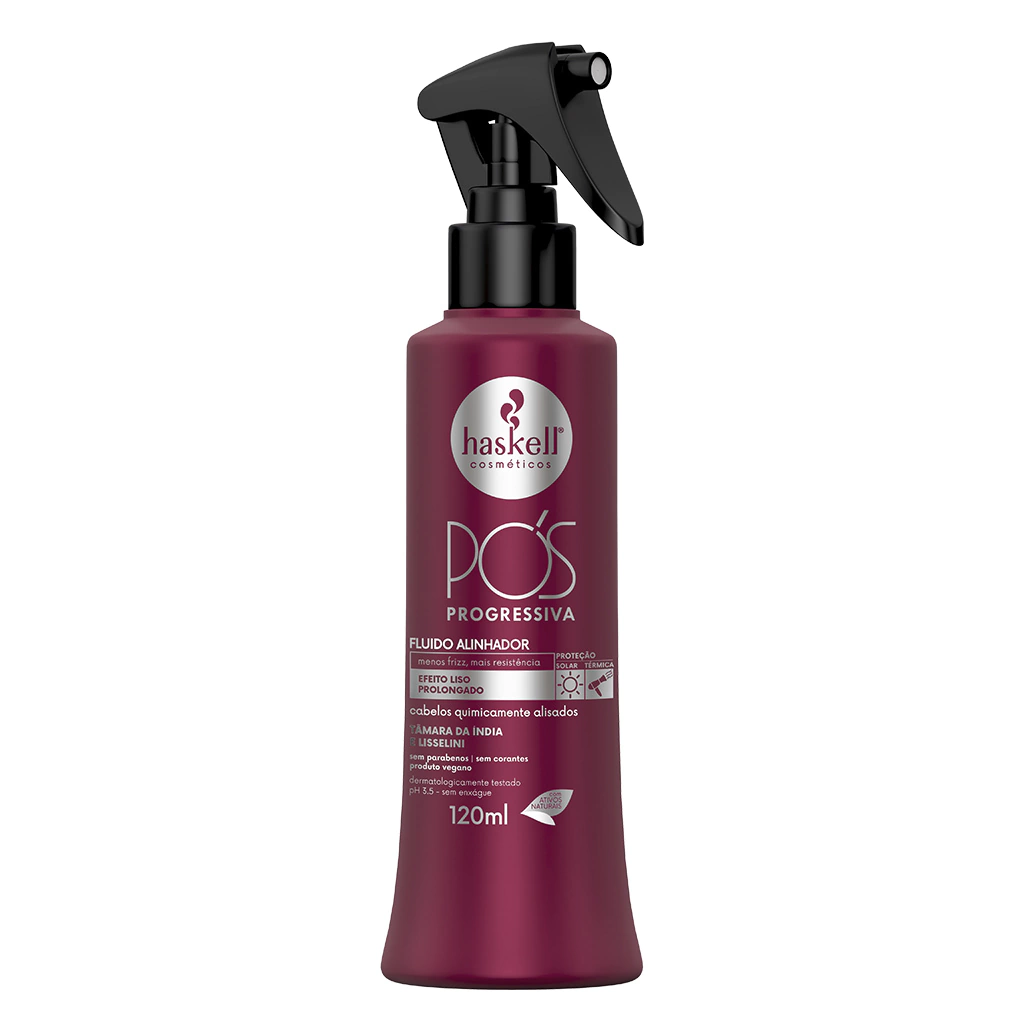 haskell®
cosméticos
PÓS
PROGRESSIVA
FLUIDO ALINHADOR
menos frizz, mais resistência
EFEITO LISO
PROLONGADO
PROTEÇÃO
SOLAR TÉRMICA
cabelos quimicamente alisados
TÂMARA DA ÍNDIA
E LISSELINI
sem parabenos | sem corantes
produto vegano
dermatologicamente testado
pH 3,5 - sem enxágue
120ml
com
ATIVOS
NATURAIS